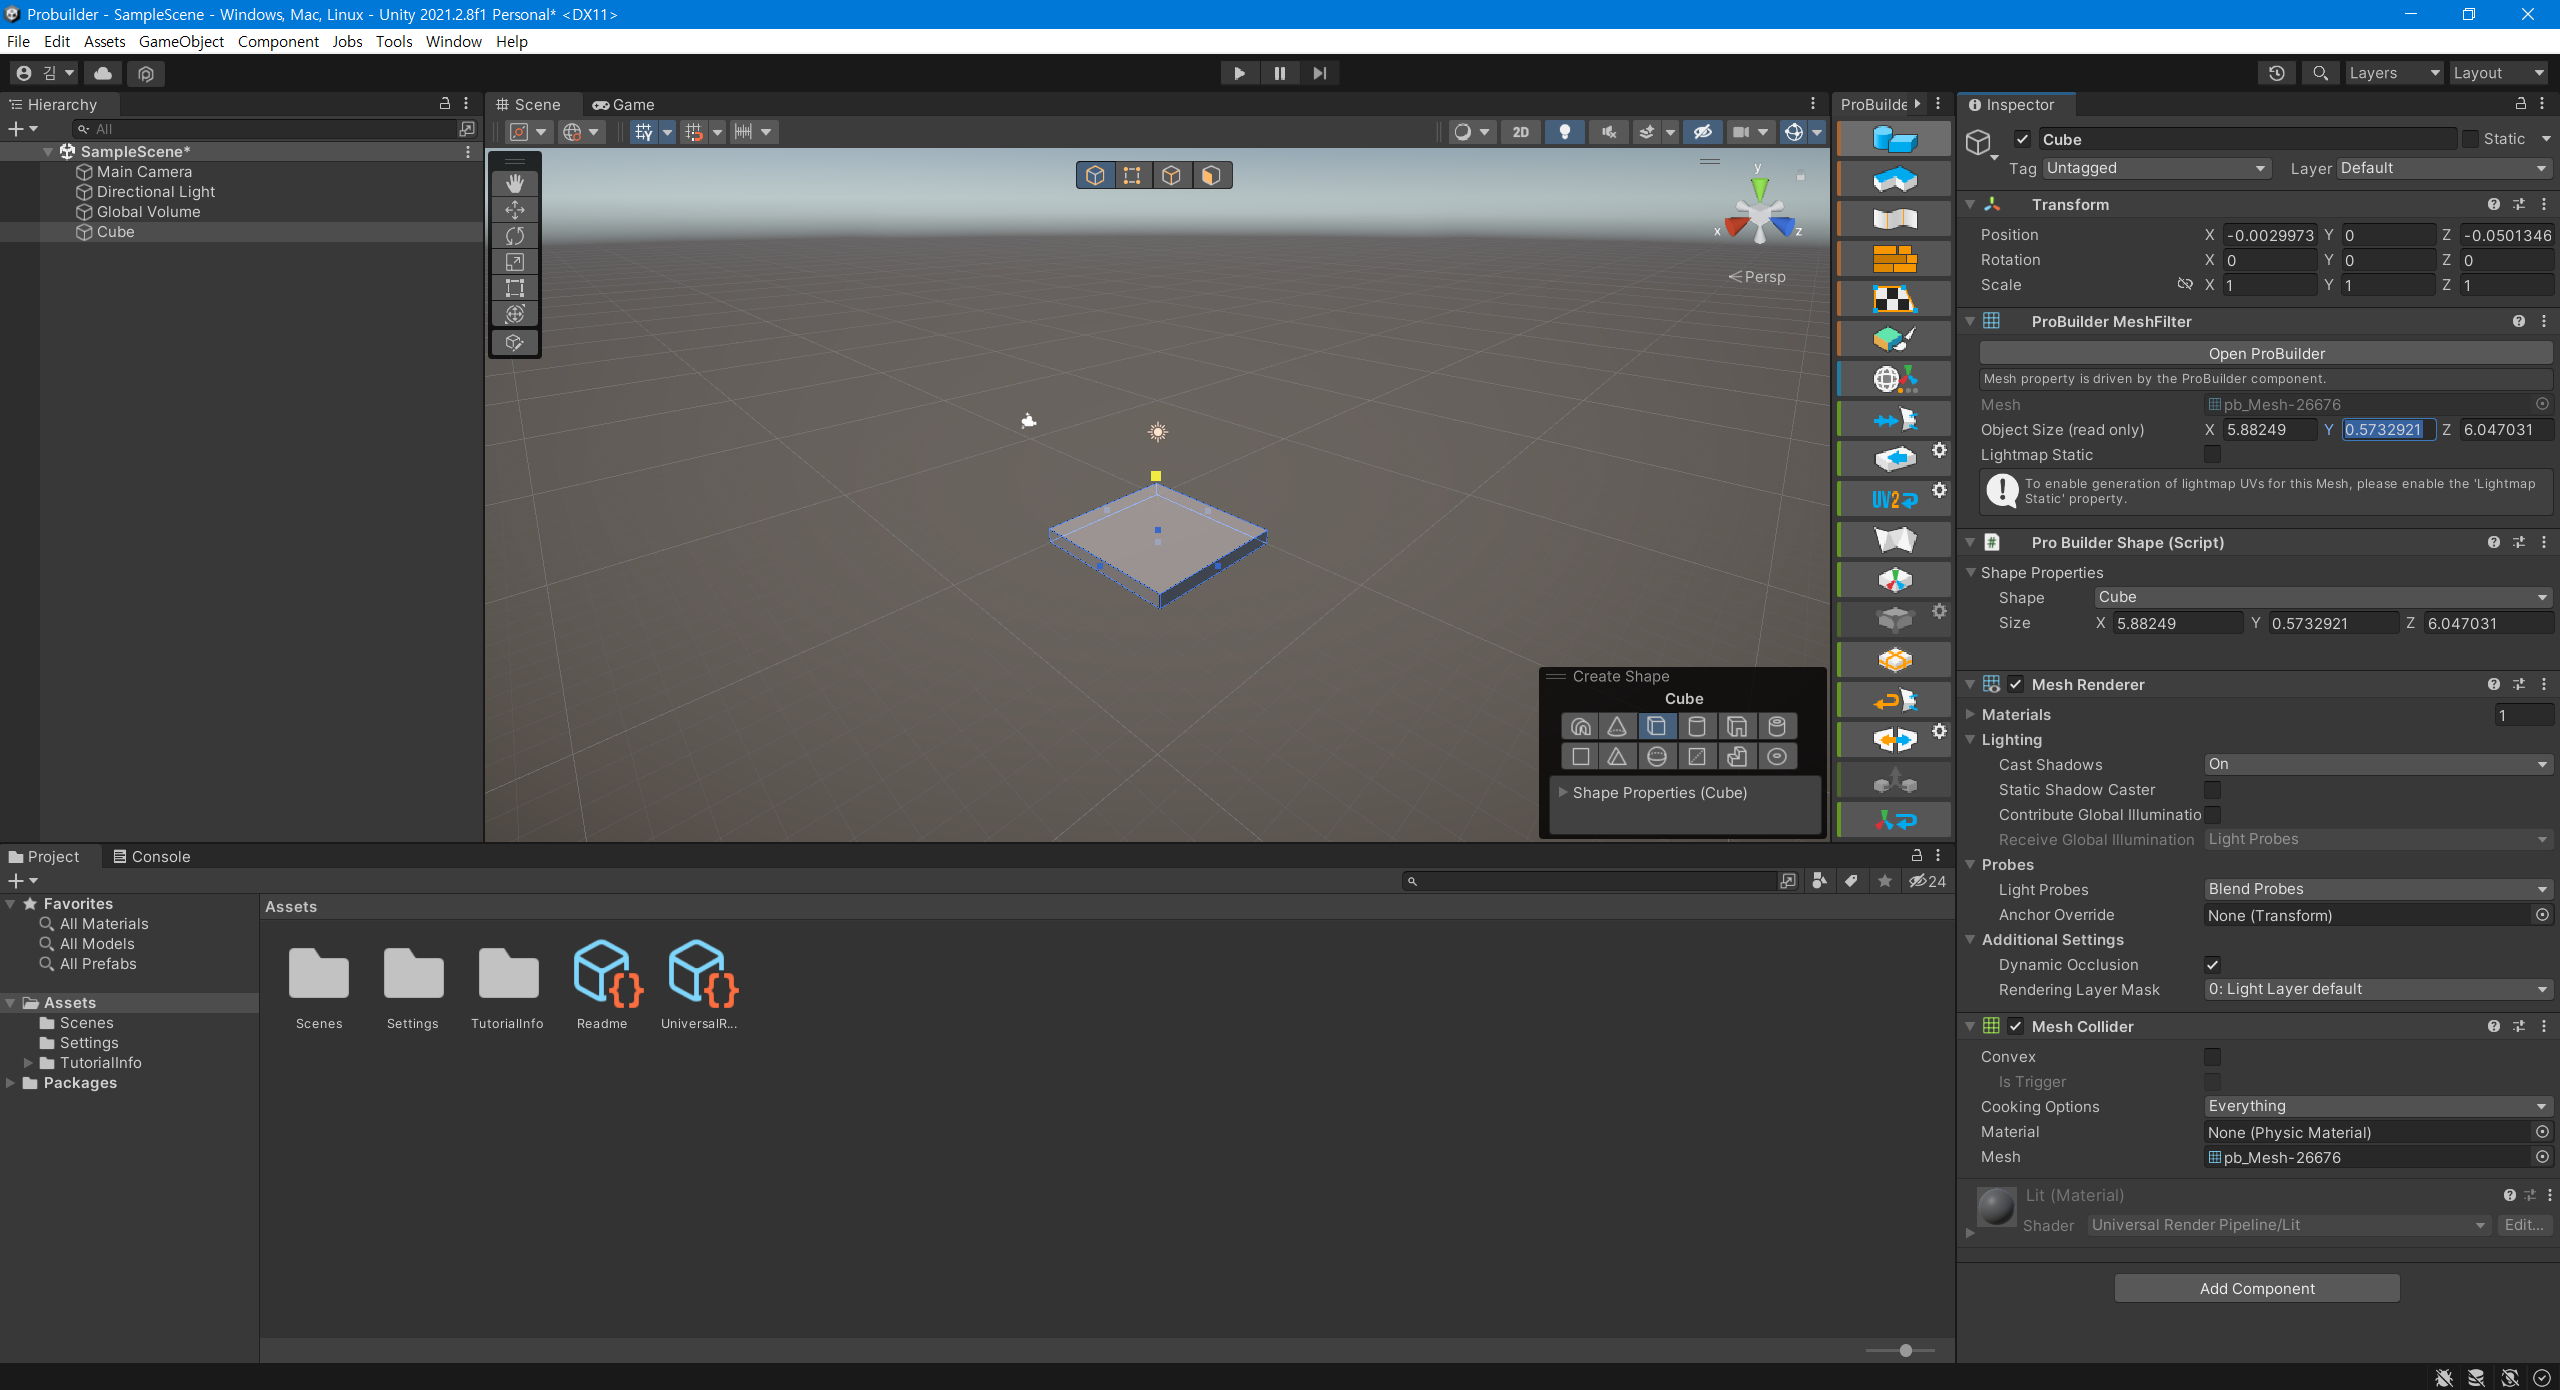 Probuilder - SampleScene - Windows, Mac, Linux - Unity 2021.2.8f1 Personal* <DX11>
File Edit Assets GameObject Component Jobs Tools Window Help
김
Layers Layout
Hierarchy
All
SampleScene*
Main Camera
Directional Light
Global Volume
Cube
Scene Game
2D
y
x z
Persp
Create Shape
Cube
Shape Properties (Cube)
ProBuilde
UV2
Inspector
Cube Static
Tag Untagged Layer Default
Transform
Position X -0.0029973 Y 0 Z -0.0501346
Rotation X 0 Y 0 Z 0
Scale X 1 Y 1 Z 1
ProBuilder MeshFilter
Open ProBuilder
Mesh property is driven by the ProBuilder component.
Mesh pb_Mesh-26676
Object Size (read only) X 5.88249 Y 0.5732921 Z 6.047031
Lightmap Static
To enable generation of lightmap UVs for this Mesh, please enable the 'Lightmap
Static' property.
Pro Builder Shape (Script)
Shape Properties
Shape Cube
Size X 5.88249 Y 0.5732921 Z 6.047031
Mesh Renderer
Materials 1
Lighting
Cast Shadows On
Static Shadow Caster
Contribute Global Illuminatio
Receive Global Illumination Light Probes
Probes
Light Probes Blend Probes
Anchor Override None (Transform)
Additional Settings
Dynamic Occlusion
Rendering Layer Mask 0: Light Layer default
Mesh Collider
Convex
Is Trigger
Cooking Options Everything
Material None (Physic Material)
Mesh pb_Mesh-26676
Lit (Material)
Shader Universal Render Pipeline/Lit Edit...
Add Component
Project Console
24
Favorites
All Materials
All Models
All Prefabs
Assets
Scenes
Settings
TutorialInfo
Packages
Assets
Scenes Settings TutorialInfo Readme UniversalR...